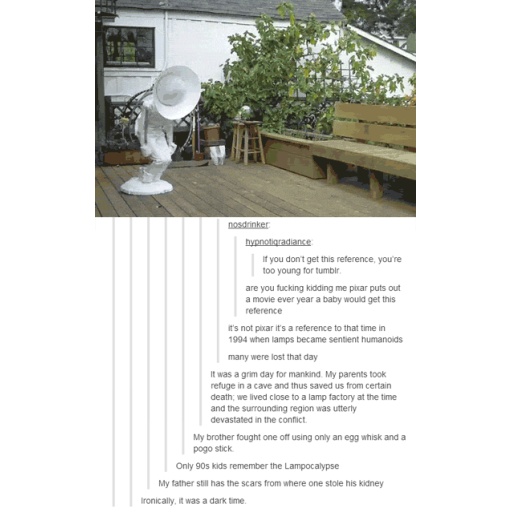 nosdrinker:
hypnotiqradiance:
If you don't get this reference, you're
too young for tumblr.
are you fucking kidding me pixar puts out
a movie ever year a baby would get this
reference
it's not pixar it's a reference to that time in
1994 when lamps became sentient humanoids
many were lost that day
It was a grim day for mankind. My parents took
refuge in a cave and thus saved us from certain
death; we lived close to a lamp factory at the time
and the surrounding region was utterly
devastated in the conflict.
My brother fought one off using only an egg whisk and a
pogo stick.
Only 90s kids remember the Lampocalypse
My father still has the scars from where one stole his kidney
Ironically, it was a dark time.